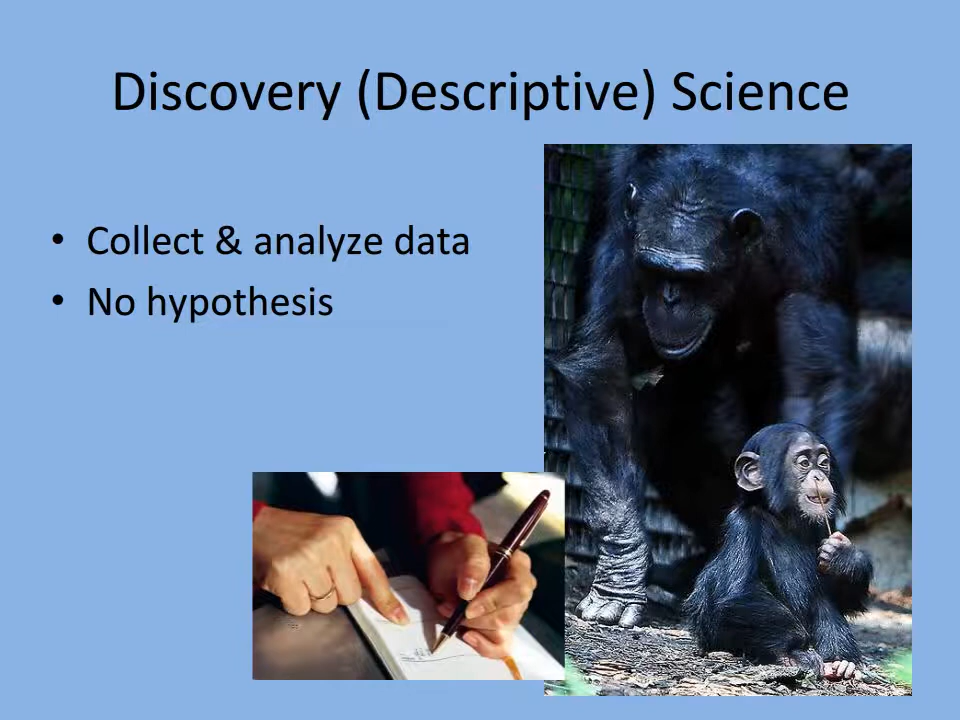 Discovery (Descriptive) Science
• Collect & analyze data
• No hypothesis